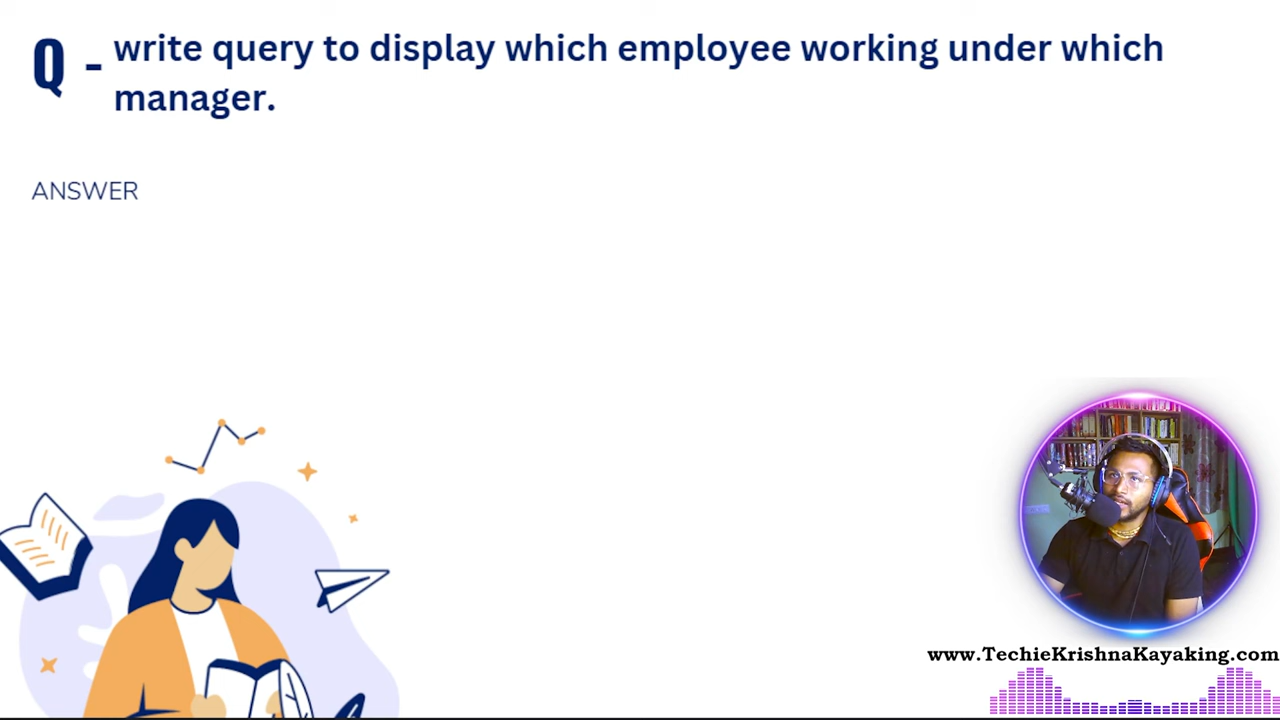 Q - write query to display which employee working under which
manager.
ANSWER
www.TechieKrishnaKayaking.com